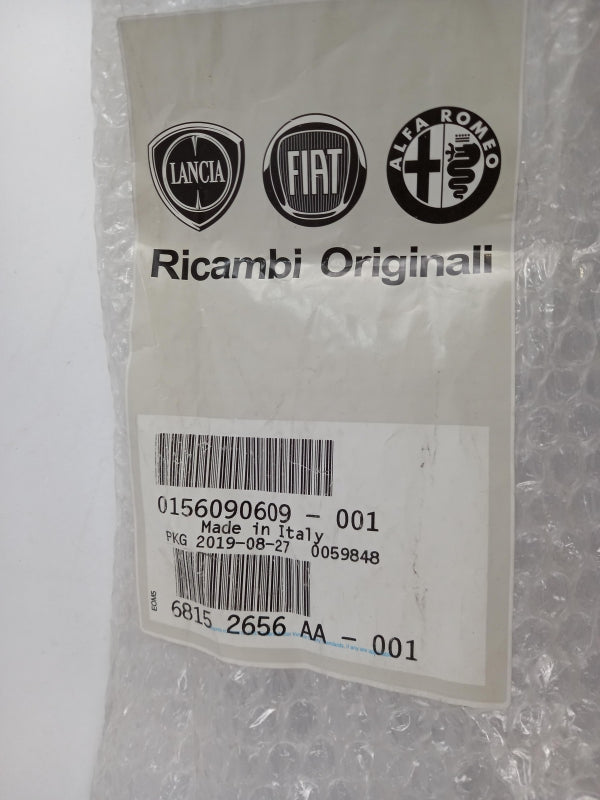 LANCIA
FIAT
ALFA ROMEO
Ricambi Originali
0156090609 - 001
Made in Italy
PKG 2019-08-27 0059848
EOMS
6815 2656 AA - 001